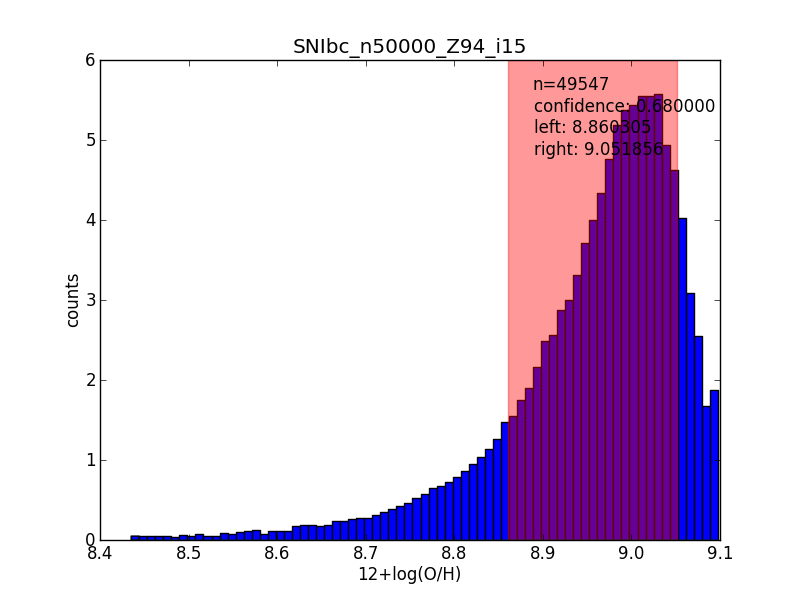 SNIbc_n50000_Z94_i15
6
5
4
3
2
1
0
counts
n=49547
confidence: 0.680000
left: 8.860305
right: 9.051856
8.4 8.5 8.6 8.7 8.8 8.9 9.0 9.1
12+log(O/H)